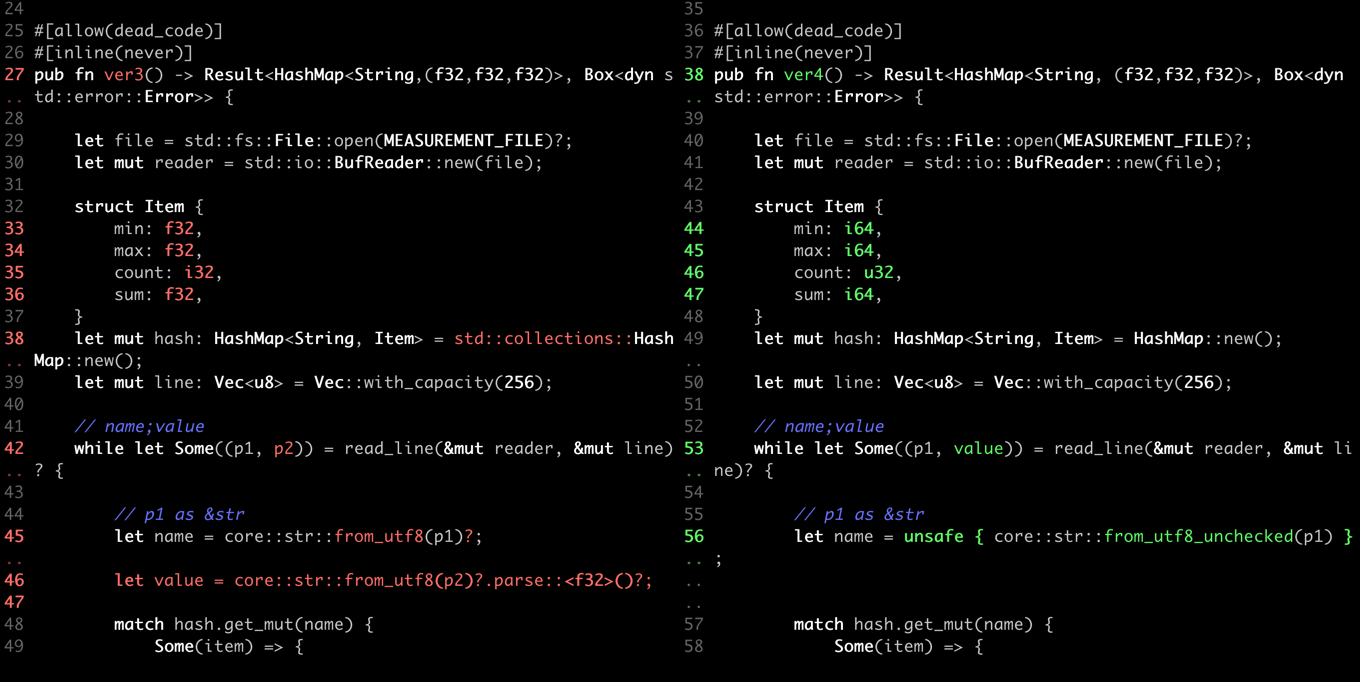 24
25 #[allow(dead_code)]
26 #[inline(never)]
27 pub fn ver3() -> Result<HashMap<String,(f32,f32,f32)>, Box<dyn s
.. td::error::Error>> {
28
29     let file = std::fs::File::open(MEASUREMENT_FILE)?;
30     let mut reader = std::io::BufReader::new(file);
31
32     struct Item {
33         min: f32,
34         max: f32,
35         count: i32,
36         sum: f32,
37     }
38     let mut hash: HashMap<String, Item> = std::collections::Hash
.. Map::new();
39     let mut line: Vec<u8> = Vec::with_capacity(256);
40
41     // name;value
42     while let Some((p1, p2)) = read_line(&mut reader, &mut line)
.. ? {
43
44         // p1 as &str
45         let name = core::str::from_utf8(p1)?;
..
46         let value = core::str::from_utf8(p2)?.parse::<f32>()?;
47
48         match hash.get_mut(name) {
49             Some(item) => {
35
36 #[allow(dead_code)]
37 #[inline(never)]
38 pub fn ver4() -> Result<HashMap<String, (f32,f32,f32)>, Box<dyn
.. std::error::Error>> {
39
40     let file = std::fs::File::open(MEASUREMENT_FILE)?;
41     let mut reader = std::io::BufReader::new(file);
42
43     struct Item {
44         min: i64,
45         max: i64,
46         count: u32,
47         sum: i64,
48     }
49     let mut hash: HashMap<String, Item> = HashMap::new();
..
50     let mut line: Vec<u8> = Vec::with_capacity(256);
51
52     // name;value
53     while let Some((p1, value)) = read_line(&mut reader, &mut li
.. ne)? {
54
55         // p1 as &str
56         let name = unsafe { core::str::from_utf8_unchecked(p1) }
.. ;
..
..
57         match hash.get_mut(name) {
58             Some(item) => {